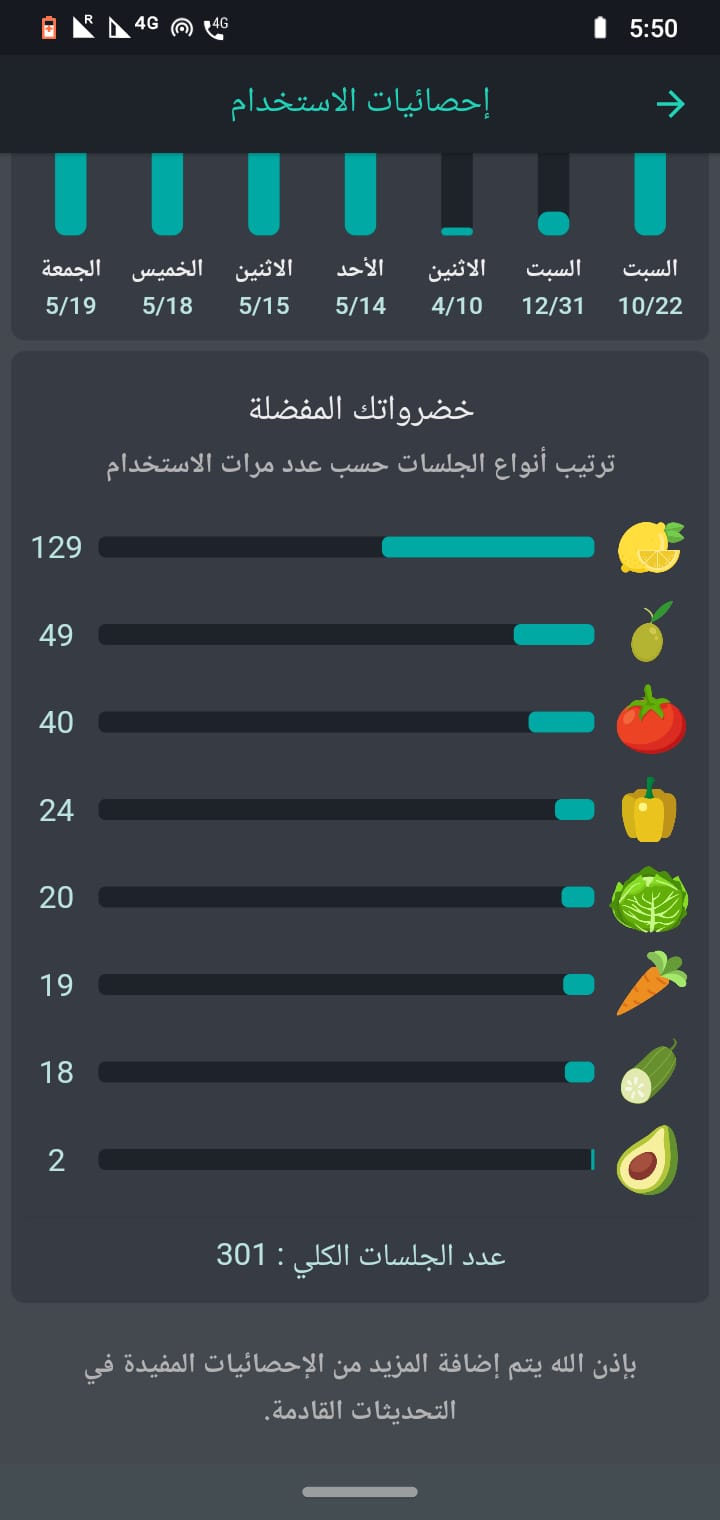 R 4G 4G 5:50
إحصائيات الاستخدام
السبت السبت الاثنين الأحد الاثنين الخميس الجمعة
10/22 12/31 4/10 5/14 5/15 5/18 5/19
خضرواتك المفضلة
ترتيب أنواع الجلسات حسب عدد مرات الاستخدام
129
49
40
24
20
19
18
2
عدد الجلسات الكلي : 301
بإذن الله يتم إضافة المزيد من الإحصائيات المفيدة في
التحديثات القادمة.